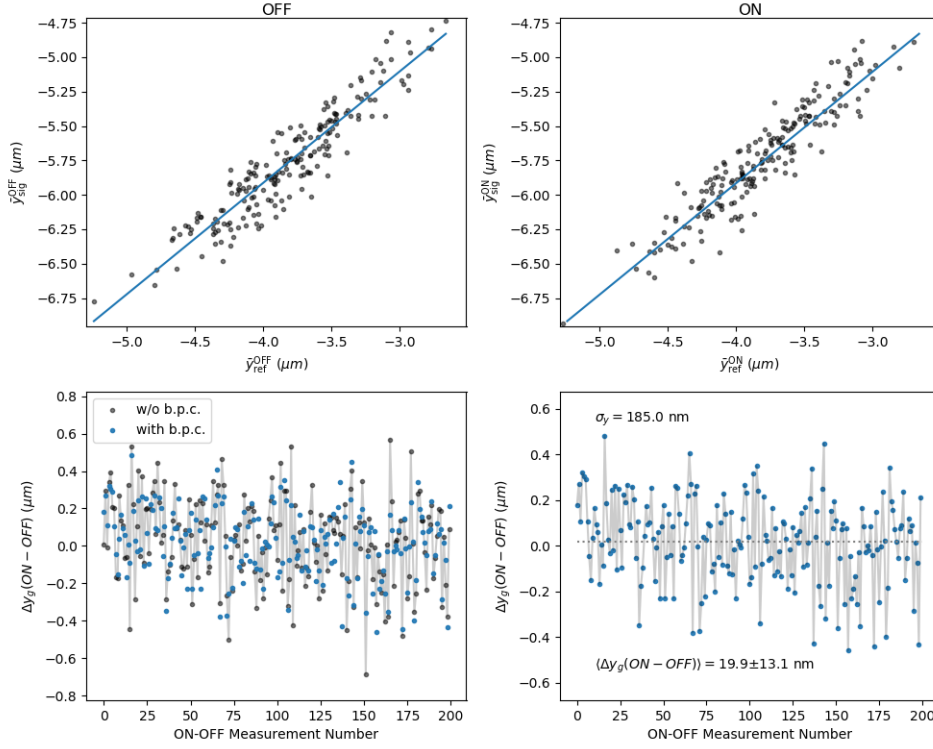 OFF
−4.75
−5.00
−5.25
−5.50
−5.75
−6.00
−6.25
−6.50
−6.75
ȳ_sig^OFF (μm)
−5.0 −4.5 −4.0 −3.5 −3.0
ȳ_ref^OFF (μm)
ON
−4.75
−5.00
−5.25
−5.50
−5.75
−6.00
−6.25
−6.50
−6.75
ȳ_sig^ON (μm)
−5.0 −4.5 −4.0 −3.5 −3.0
ȳ_ref^ON (μm)
0.8
0.6
0.4
0.2
0.0
−0.2
−0.4
−0.6
−0.8
Δy_g(ON − OFF) (μm)
w/o b.p.c.
with b.p.c.
0 25 50 75 100 125 150 175 200
ON-OFF Measurement Number
0.6
0.4
0.2
0.0
−0.2
−0.4
−0.6
Δy_g(ON − OFF) (μm)
σ_y = 185.0 nm
⟨Δy_g(ON − OFF)⟩ = 19.9±13.1 nm
0 25 50 75 100 125 150 175 200
ON-OFF Measurement Number